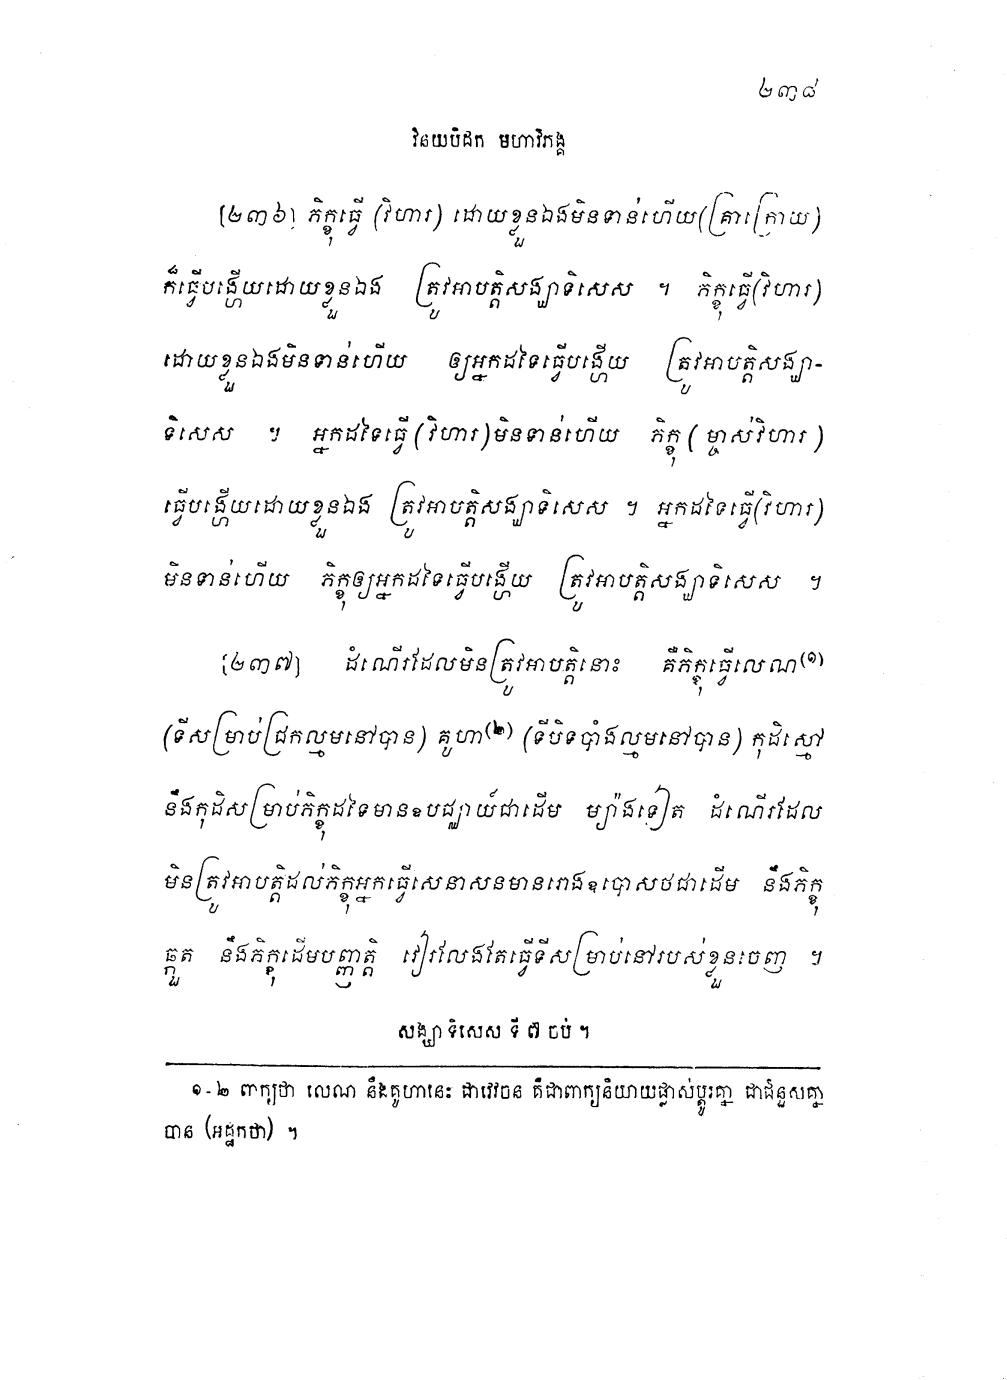 ២៣៨
វិនយបិដក មហាវិភង្គ
[២៣៦] ភិក្ខុធ្វើ (វិហារ) ដោយខ្លួនឯងមិនទាន់ហើយ(គ្រាក្រោយ)
ក៏ធ្វើបង្ហើយដោយខ្លួនឯង ត្រូវអាបត្តិសង្ឃាទិសេស ។ ភិក្ខុធ្វើ(វិហារ)
ដោយខ្លួនឯងមិនទាន់ហើយ ឲ្យអ្នកដទៃធ្វើបង្ហើយ ត្រូវអាបត្តិសង្ឃា-
ទិសេស ។ អ្នកដទៃធ្វើ(វិហារ)មិនទាន់ហើយ ភិក្ខុ(ម្ចាស់វិហារ)
ធ្វើបង្ហើយដោយខ្លួនឯង ត្រូវអាបត្តិសង្ឃាទិសេស ។ អ្នកដទៃធ្វើ(វិហារ)
មិនទាន់ហើយ ភិក្ខុឲ្យអ្នកដទៃធ្វើបង្ហើយ ត្រូវអាបត្តិសង្ឃាទិសេស ។
[២៣៧] ដំណើរដែលមិនត្រូវអាបត្តិនោះ គឺភិក្ខុធ្វើលេណ(១)
(ទីសម្រាប់ជ្រកល្មមនៅបាន) គូហា(២) (ទីបិទបាំងល្មមនៅបាន) កុដិស្មៅ
នឹងកុដិសម្រាប់ភិក្ខុដទៃមានឧបជ្ឈាយ៍ជាដើម ម្យ៉ាងទៀត ដំណើរដែល
មិនត្រូវអាបត្តិដល់ភិក្ខុអ្នកធ្វើសេនាសនមានរោងឧបោសថជាដើម នឹងភិក្ខុ
ឆ្កួត នឹងភិក្ខុដើមបញ្ញត្តិ វៀរលែងតែធ្វើទីសម្រាប់នៅរបស់ខ្លួនចេញ ។
សង្ឃាទិសេស ទី ៧ ចប់ ។
១-២ ពាក្យថា លេណ នឹងគូហានេះ ជាវេវចន គឺជាពាក្យនិយាយផ្លាស់ប្តូរគ្នា ជាជំនួសគ្នា
បាន (អដ្ឋកថា) ។